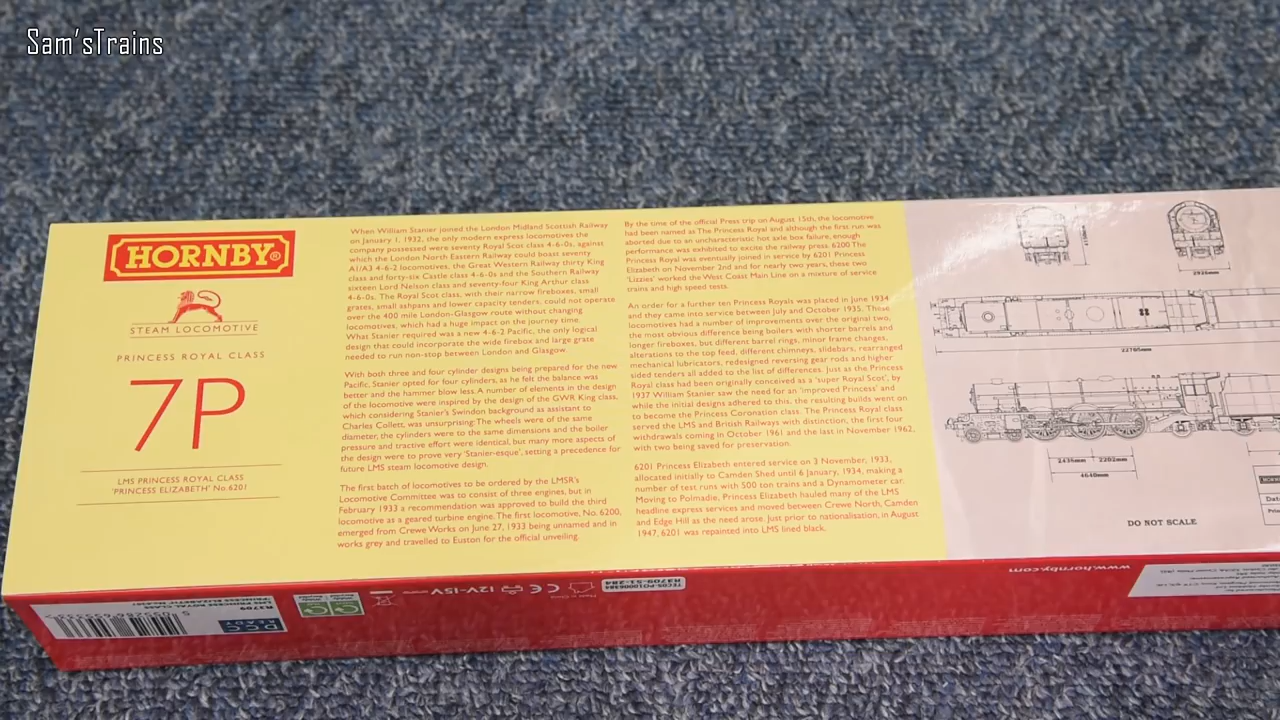 Sam'sTrains
HORNBY®
STEAM LOCOMOTIVE
PRINCESS ROYAL CLASS
7P
LMS PRINCESS ROYAL CLASS
'PRINCESS ELIZABETH' No.6201
When William Stanier joined the London Midland Scottish Railway
on January 1, 1932, the only modern express locomotives the
company possessed were seventy Royal Scot class 4-6-0s, against
which the London North Eastern Railway could boast seventy
A1/A3 4-6-2 locomotives, the Great Western Railway thirty King
class and forty-six Castle class 4-6-0s and the Southern Railway
sixteen Lord Nelson class and seventy-four King Arthur class
4-6-0s. The Royal Scot class, with their narrow fireboxes, small
grates, small ashpans and lower capacity tenders, could not operate
over the 400 mile London-Glasgow route without changing
locomotives, which had a huge impact on the journey time.
What Stanier required was a new 4-6-2 Pacific, the only logical
design that could incorporate the wide firebox and large grate
needed to run non-stop between London and Glasgow.
With both three and four cylinder designs being prepared for the new
Pacific, Stanier opted for four cylinders, as he felt the balance was
better and the hammer blow less. A number of elements in the design
of the locomotive were inspired by the design of the GWR King class,
which considering Stanier's Swindon background as assistant to
Charles Collett, was unsurprising. The wheels were of the same
diameter, the cylinders were to the same dimensions and the boiler
pressure and tractive effort were identical, but many more aspects of
the design were to prove very 'Stanier-esque', setting a precedence for
future LMS steam locomotive design.
The first batch of locomotives to be ordered by the LMSR's
Locomotive Committee was to consist of three engines, but in
February 1933 a recommendation was approved to build the third
locomotive as a geared turbine engine. The first locomotive, No. 6200,
emerged from Crewe Works on June 27, 1933 being unnamed and in
works grey and travelled to Euston for the official unveiling.
By the time of the official Press trip on August 15th, the locomotive
had been named as The Princess Royal and although the first run was
aborted due to an uncharacteristic hot axle box failure, enough
performance was exhibited to excite the railway press. 6200 The
Princess Royal was eventually joined in service by 6201 Princess
Elizabeth on November 2nd and for nearly two years, these two
'Lizzies' worked the West Coast Main Line on a mixture of service
trains and high speed tests.
An order for a further ten Princess Royals was placed in June 1934
and they came into service between July and October 1935. These
locomotives had a number of improvements over the original two,
the most obvious difference being boilers with shorter barrels and
longer fireboxes, but different barrel rings, minor frame changes,
alterations to the top feed, different chimneys, slidebars, rearranged
mechanical lubricators, redesigned reversing gear rods and higher
sided tenders all added to the list of differences. Just as the Princess
Royal class had been originally conceived as a 'super Royal Scot', by
1937 William Stanier saw the need for an 'improved Princess' and
while the initial designs adhered to this, the resulting builds went on
to become the Princess Coronation class. The Princess Royal class
served the LMS and British Railways with distinction, the first four
withdrawals coming in October 1961 and the last in November 1962,
with two being saved for preservation.
6201 Princess Elizabeth entered service on 3 November, 1933,
allocated initially to Camden Shed until 6 January, 1934, making a
number of test runs with 500 ton trains and a Dynamometer car.
Moving to Polmadie, Princess Elizabeth hauled many of the LMS
headline express services and moved between Crewe North, Camden
and Edge Hill as the need arose. Just prior to nationalisation, in August
1947, 6201 was repainted into LMS lined black.
22785mm
2436mm 2202mm
4640mm
DO NOT SCALE
www.hornby.com
R3709
LMS PRINCESS ROYAL CLASS
DCC
READY
12V-15V
CE